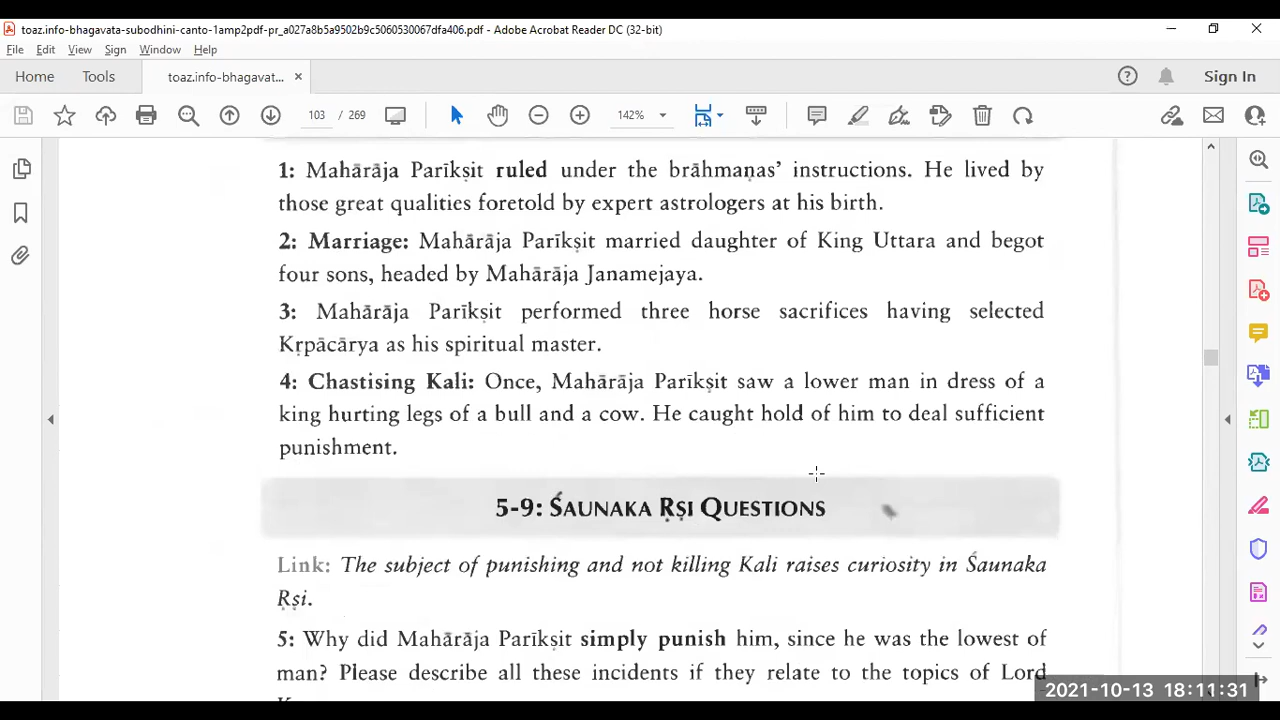 toaz.info-bhagavata-subodhini-canto-1amp2pdf-pr_a027a8b5a9502b9c5060530067dfa406.pdf - Adobe Acrobat Reader DC (32-bit)
File Edit View Sign Window Help
Home Tools toaz.info-bhagavat... × Sign In
103 / 269 142%
1: Mahārāja Parīkṣit ruled under the brāhmaṇas’ instructions. He lived by
those great qualities foretold by expert astrologers at his birth.
2: Marriage: Mahārāja Parīkṣit married daughter of King Uttara and begot
four sons, headed by Mahārāja Janamejaya.
3: Mahārāja Parīkṣit performed three horse sacrifices having selected
Kṛpācārya as his spiritual master.
4: Chastising Kali: Once, Mahārāja Parīkṣit saw a lower man in dress of a
king hurting legs of a bull and a cow. He caught hold of him to deal sufficient
punishment.
5-9: ŚAUNAKA ṚṢI QUESTIONS
Link: The subject of punishing and not killing Kali raises curiosity in Śaunaka
Ṛṣi.
5: Why did Mahārāja Parīkṣit simply punish him, since he was the lowest of
man? Please describe all these incidents if they relate to the topics of Lord
2021-10-13 18:11:31